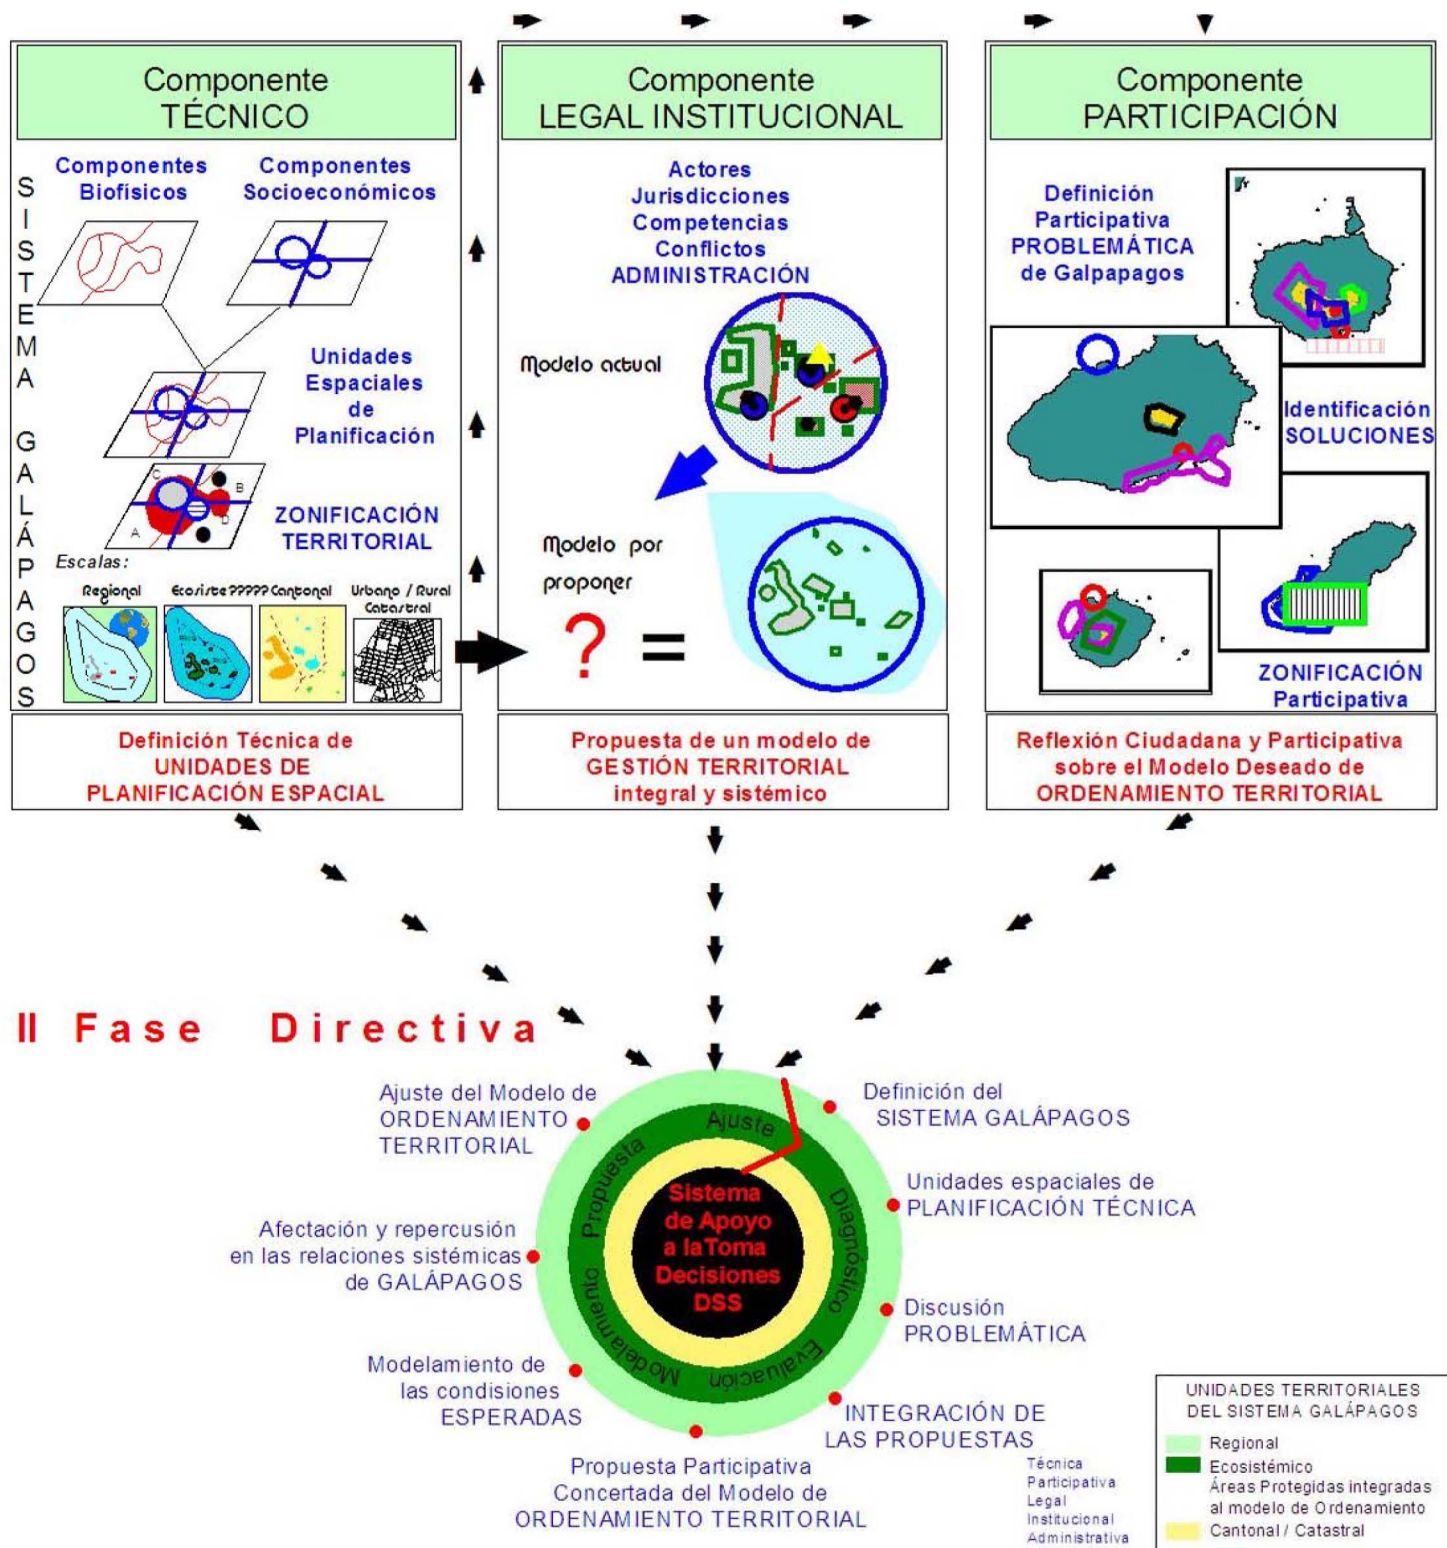 Componente
TÉCNICO
SISTEMA GALÁPAGOS
Componentes
Biofísicos
Componentes
Socioeconómicos
Unidades
Espaciales
de
Planificación
C
B
A
D
ZONIFICACIÓN
TERRITORIAL
Escalas:
Regional
Ecosiste?????
Cantonal
Urbano / Rural
Catastral
Definición Técnica de
UNIDADES DE
PLANIFICACIÓN ESPACIAL
Componente
LEGAL INSTITUCIONAL
Actores
Jurisdicciones
Competencias
Conflictos
ADMINISTRACIÓN
Modelo actual
Modelo por
proponer
? =
Propuesta de un modelo de
GESTIÓN TERRITORIAL
integral y sistémico
Componente
PARTICIPACIÓN
Definición
Participativa
PROBLEMÁTICA
de Galpapagos
Identificación
SOLUCIONES
ZONIFICACIÓN
Participativa
Reflexión Ciudadana y Participativa
sobre el Modelo Deseado de
ORDENAMIENTO TERRITORIAL
II Fase Directiva
Ajuste del Modelo de
ORDENAMIENTO
TERRITORIAL
Afectación y repercusión
en las relaciones sistémicas
de GALÁPAGOS
Modelamiento de
las condisiones
ESPERADAS
Propuesta Participativa
Concertada del Modelo de
ORDENAMIENTO TERRITORIAL
Ajuste
Diagnóstico
Evaluación
Modelamiento
Propuesta
Sistema
de Apoyo
a laToma
Decisiones
DSS
Definición del
SISTEMA GALÁPAGOS
Unidades espaciales de
PLANIFICACIÓN TÉCNICA
Discusión
PROBLEMÁTICA
INTEGRACIÓN DE
LAS PROPUESTAS
Técnica
Participativa
Legal
Institucional
Administrativa
UNIDADES TERRITORIALES
DEL SISTEMA GALÁPAGOS
Regional
Ecosistémico
Áreas Protegidas integradas
al modelo de Ordenamiento
Cantonal / Catastral